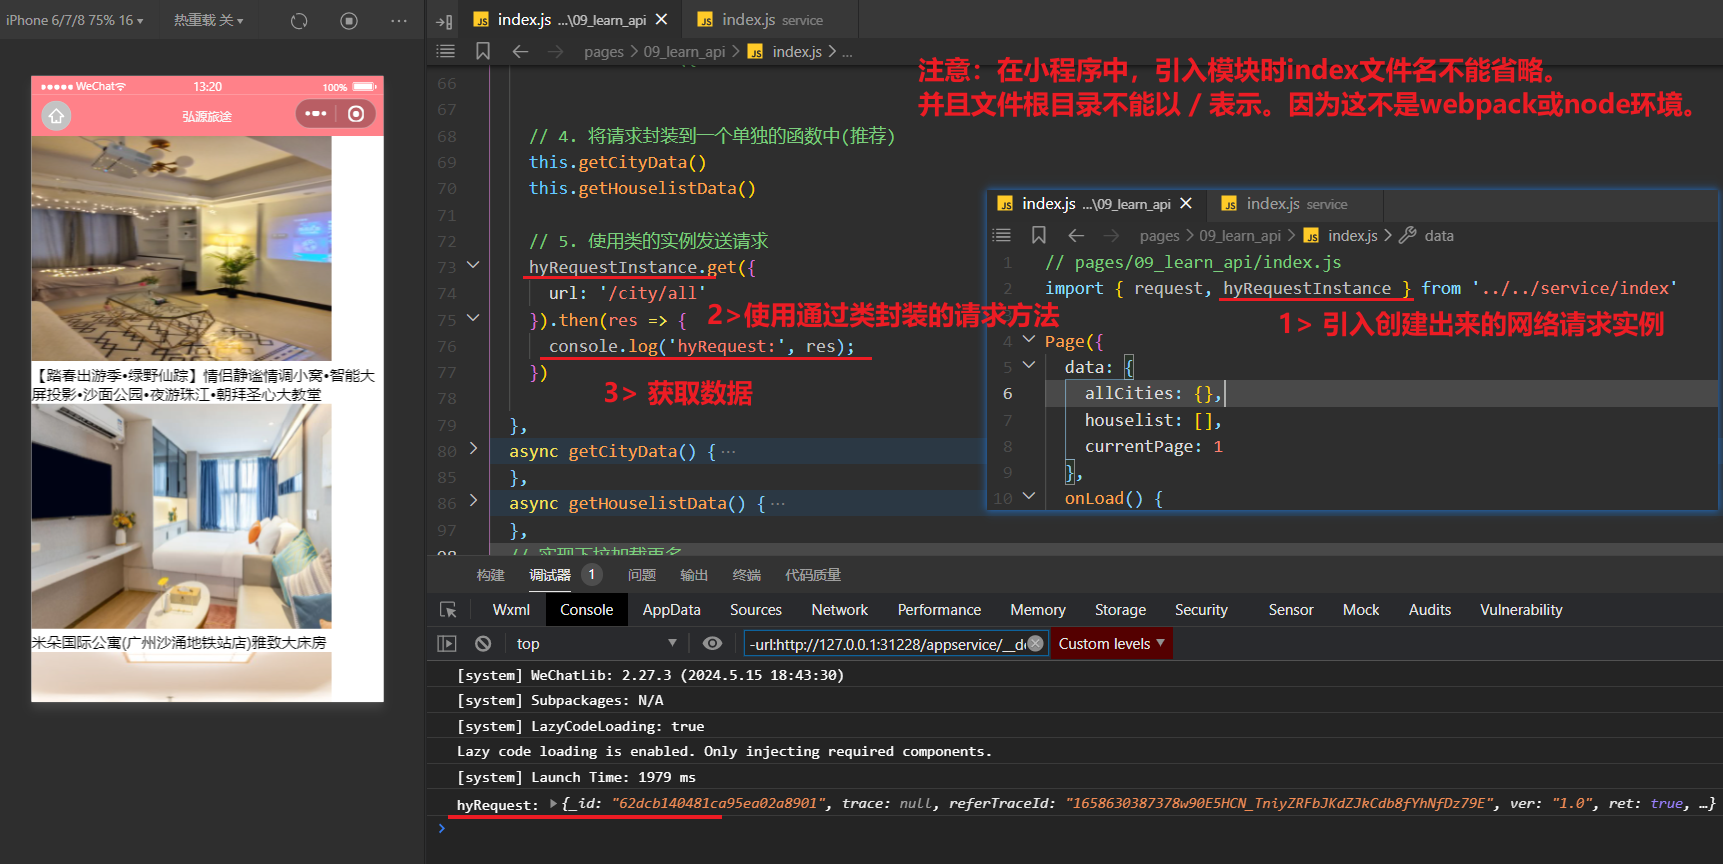 iPhone 6/7/8 75% 16 ▾
热重载 关 ▾
WeChat
13:20
100%
弘源旅途
【踏春出游季•绿野仙踪】情侣静谧情调小窝•智能大
屏投影•沙面公园•夜游珠江•朝拜圣心大教堂
米朵国际公寓(广州沙涌地铁站店)雅致大床房
JS index.js ...\09_learn_api ×
JS index.js service
pages > 09_learn_api > JS index.js > ...
注意：在小程序中，引入模块时index文件名不能省略。
并且文件根目录不能以 / 表示。因为这不是webpack或node环境。
66
67
68 // 4. 将请求封装到一个单独的函数中(推荐)
69 this.getCityData()
70 this.getHouselistData()
71
72 // 5. 使用类的实例发送请求
73 hyRequestInstance.get({
74 url: '/city/all'
75 }).then(res => {
2>使用通过类封装的请求方法
76 console.log('hyRequest:', res);
77 })
3> 获取数据
78
79 },
80 async getCityData() { ...
85 },
86 async getHouselistData() { ...
97 },
98 // 实现下拉加载更多
JS index.js ...\09_learn_api ×
JS index.js service
pages > 09_learn_api > JS index.js > data
1 // pages/09_learn_api/index.js
2 import { request, hyRequestInstance } from '../../service/index'
1> 引入创建出来的网络请求实例
4 Page({
5 data: {
6 allCities: {},
7 houselist: [],
8 currentPage: 1
9 },
10 onLoad() {
构建 调试器 1 问题 输出 终端 代码质量
Wxml Console AppData Sources Network Performance Memory Storage Security Sensor Mock Audits Vulnerability
top
-url:http://127.0.0.1:31228/appservice/__de
Custom levels ▼
[system] WeChatLib: 2.27.3 (2024.5.15 18:43:30)
[system] Subpackages: N/A
[system] LazyCodeLoading: true
Lazy code loading is enabled. Only injecting required components.
[system] Launch Time: 1979 ms
hyRequest: ▶ {_id: "62dcb140481ca95ea02a8901", trace: null, referTraceId: "1658630387378w90E5HCN_TniyZRFbJKdZJkCdb8fYhNfDz79E", ver: "1.0", ret: true, …}
>